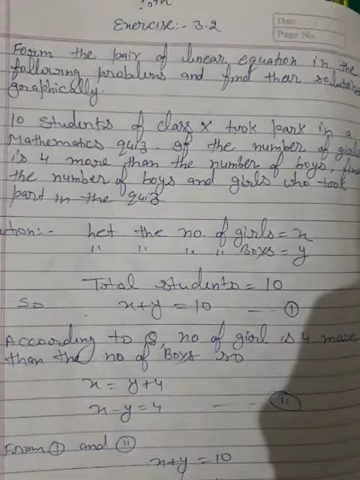 Exercise:- 3.2
Date
Page No.
Form the pair of linear equation in the
following problems and find their solution
graphically.
10 students of class X took park in a
Mathematics quiz. If the number of girls
is 4 more than the number of boys, find
the number of boys and girls who took
part in the quiz.
ution:- Let the no. of girls = x
" " " " Boys = y
Total students = 10
SO x+y = 10 — ①
According to Q, no of girl is 4 more
than the no of Boys so
x = y+4
x-y=4 — — ⑪
From ① and ⑪
x+y = 10